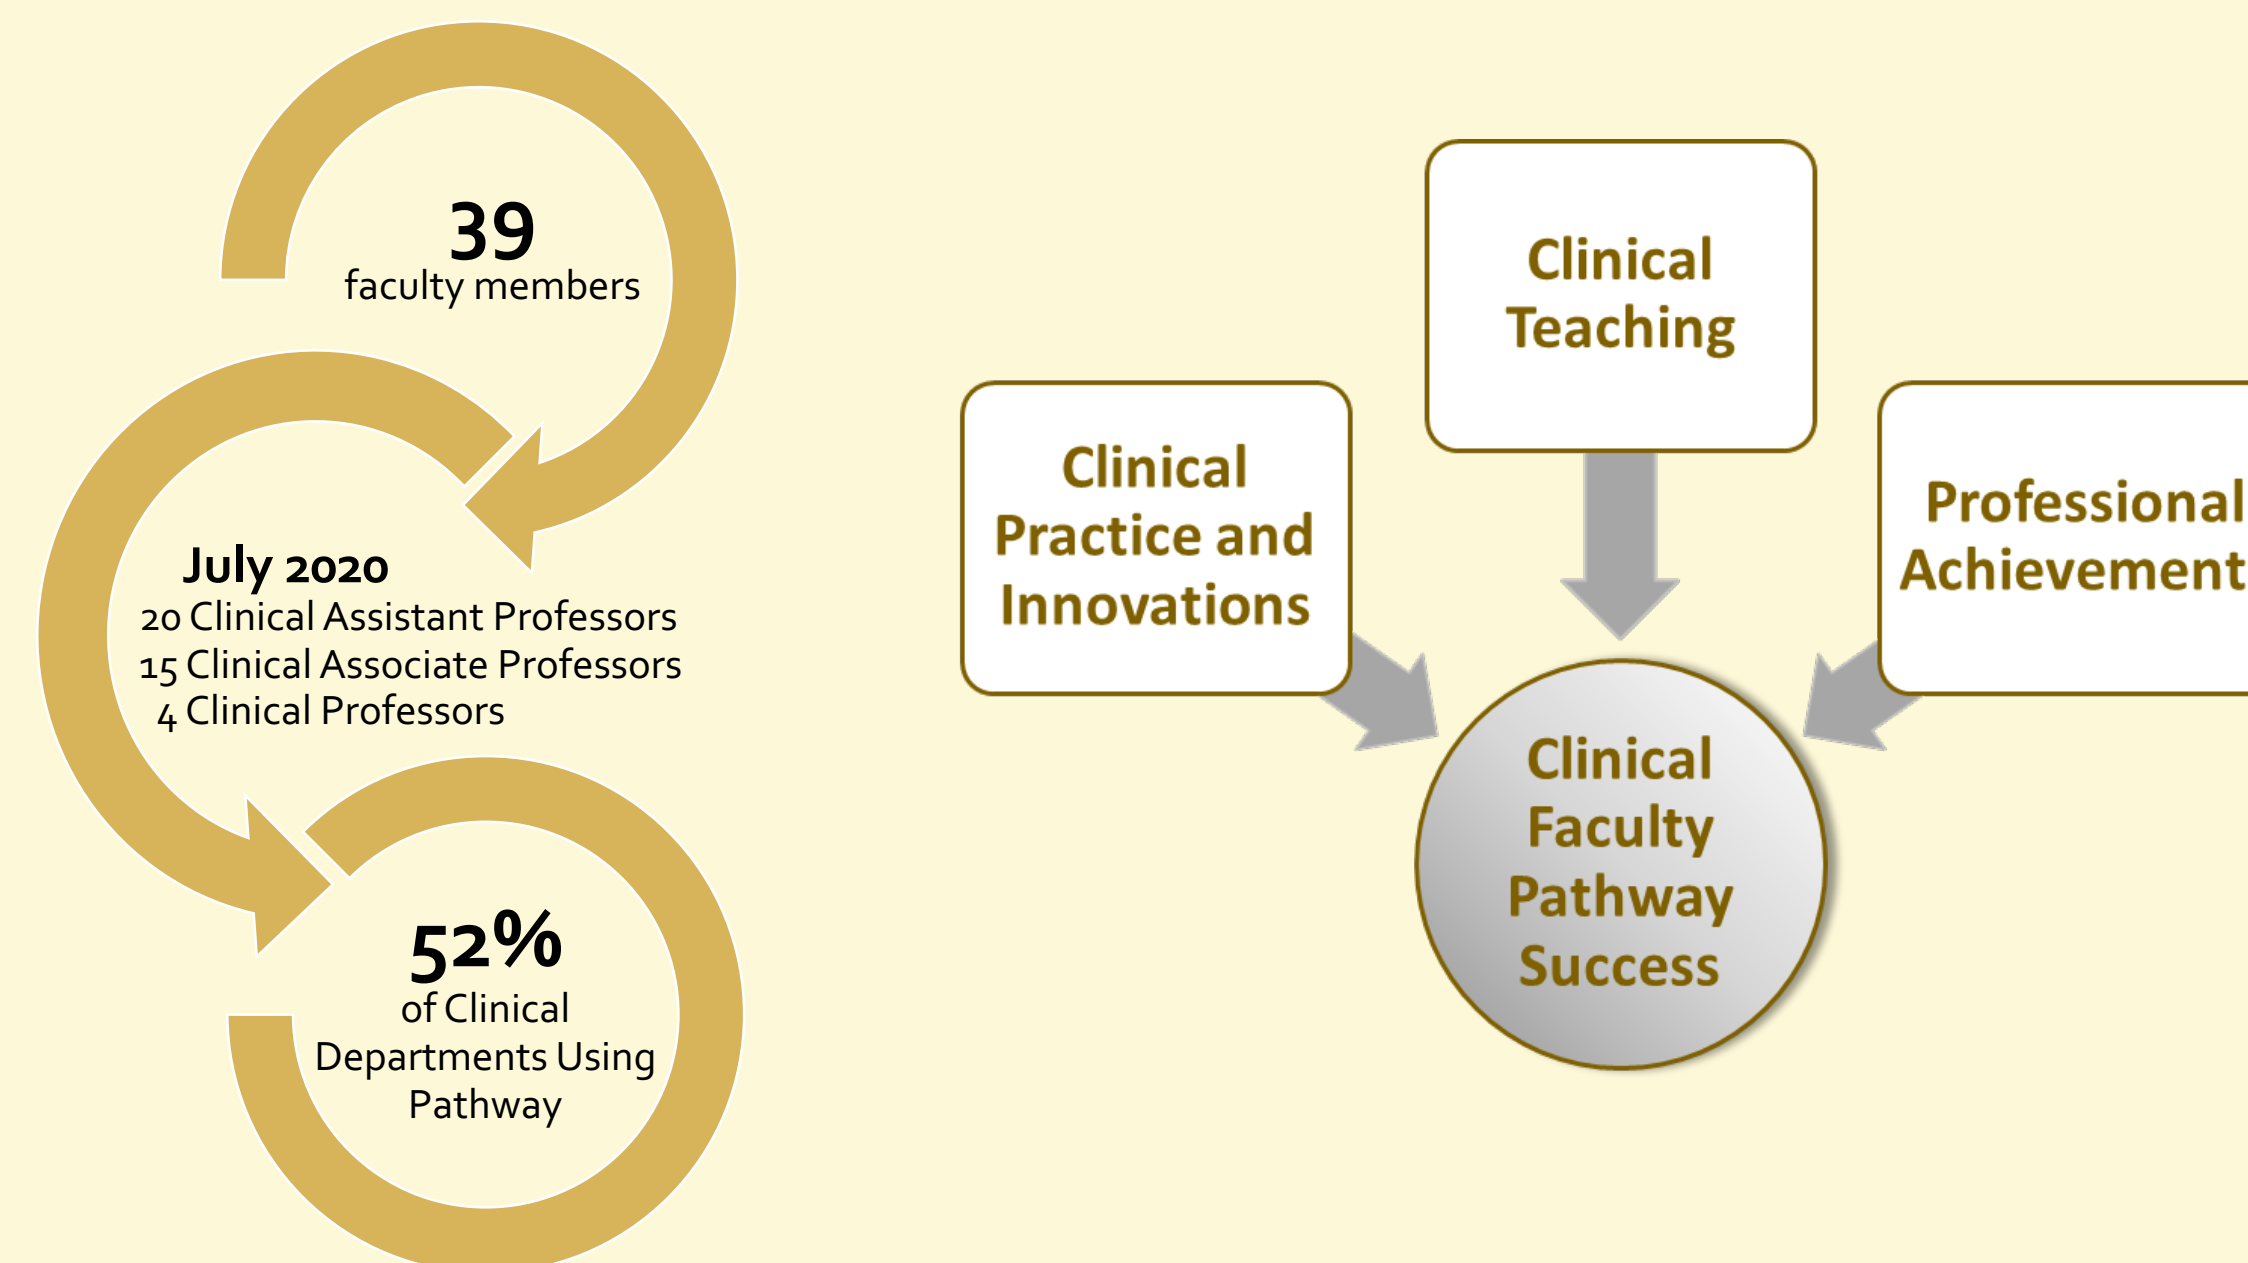 39
faculty members
July 2020
20 Clinical Assistant Professors
15 Clinical Associate Professors
4 Clinical Professors
52%
of Clinical
Departments Using
Pathway
Clinical
Teaching
Clinical
Practice and
Innovations
Professional
Achievement
Clinical
Faculty
Pathway
Success